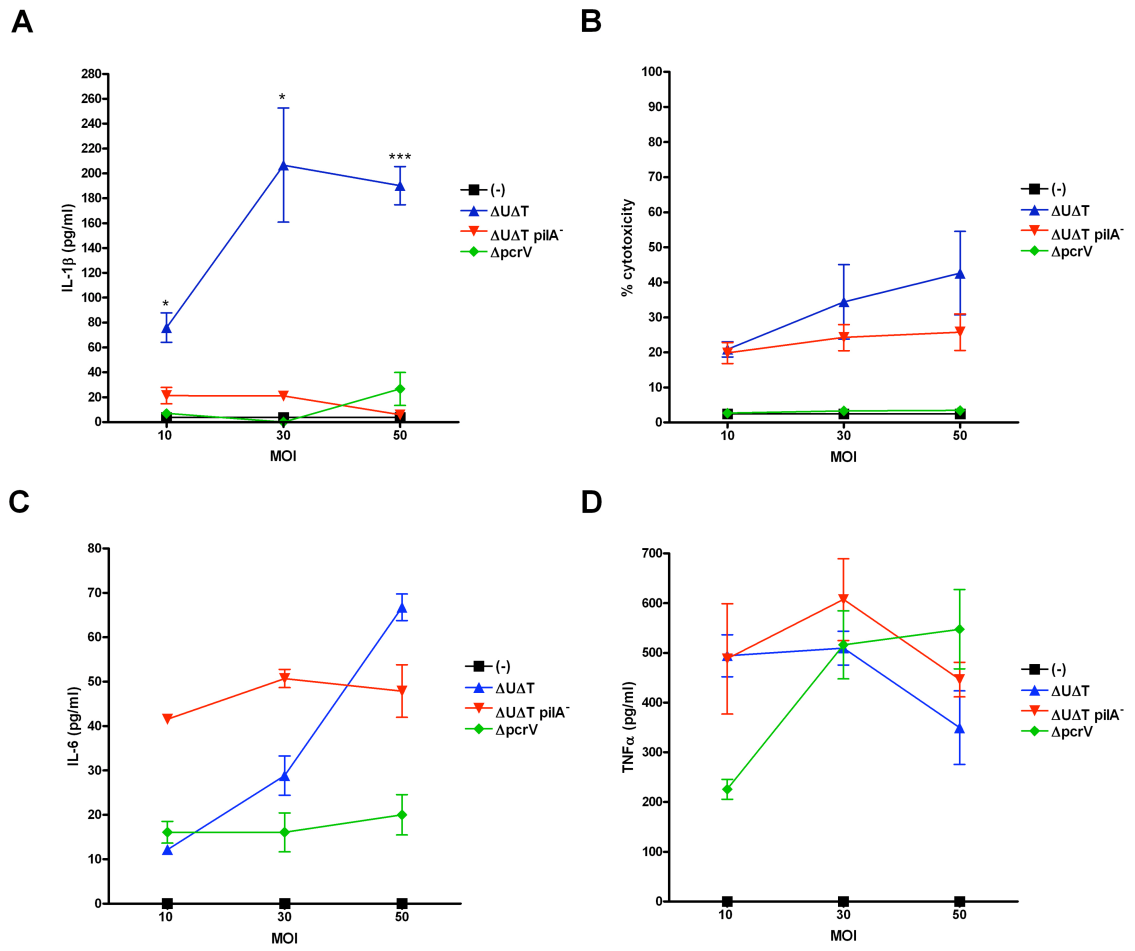 A
IL-1β (pg/ml)
280
260
240
220
200
180
160
140
120
100
80
60
40
20
0
*
*
***
10
30
50
MOI
(-)
ΔUΔT
ΔUΔT pilA⁻
ΔpcrV
B
% cytotoxicity
100
90
80
70
60
50
40
30
20
10
0
10
30
50
MOI
(-)
ΔUΔT
ΔUΔT pilA⁻
ΔpcrV
C
IL-6 (pg/ml)
80
70
60
50
40
30
20
10
0
10
30
50
MOI
(-)
ΔUΔT
ΔUΔT pilA⁻
ΔpcrV
D
TNFα (pg/ml)
700
600
500
400
300
200
100
0
10
30
50
MOI
(-)
ΔUΔT
ΔUΔT pilA⁻
ΔpcrV